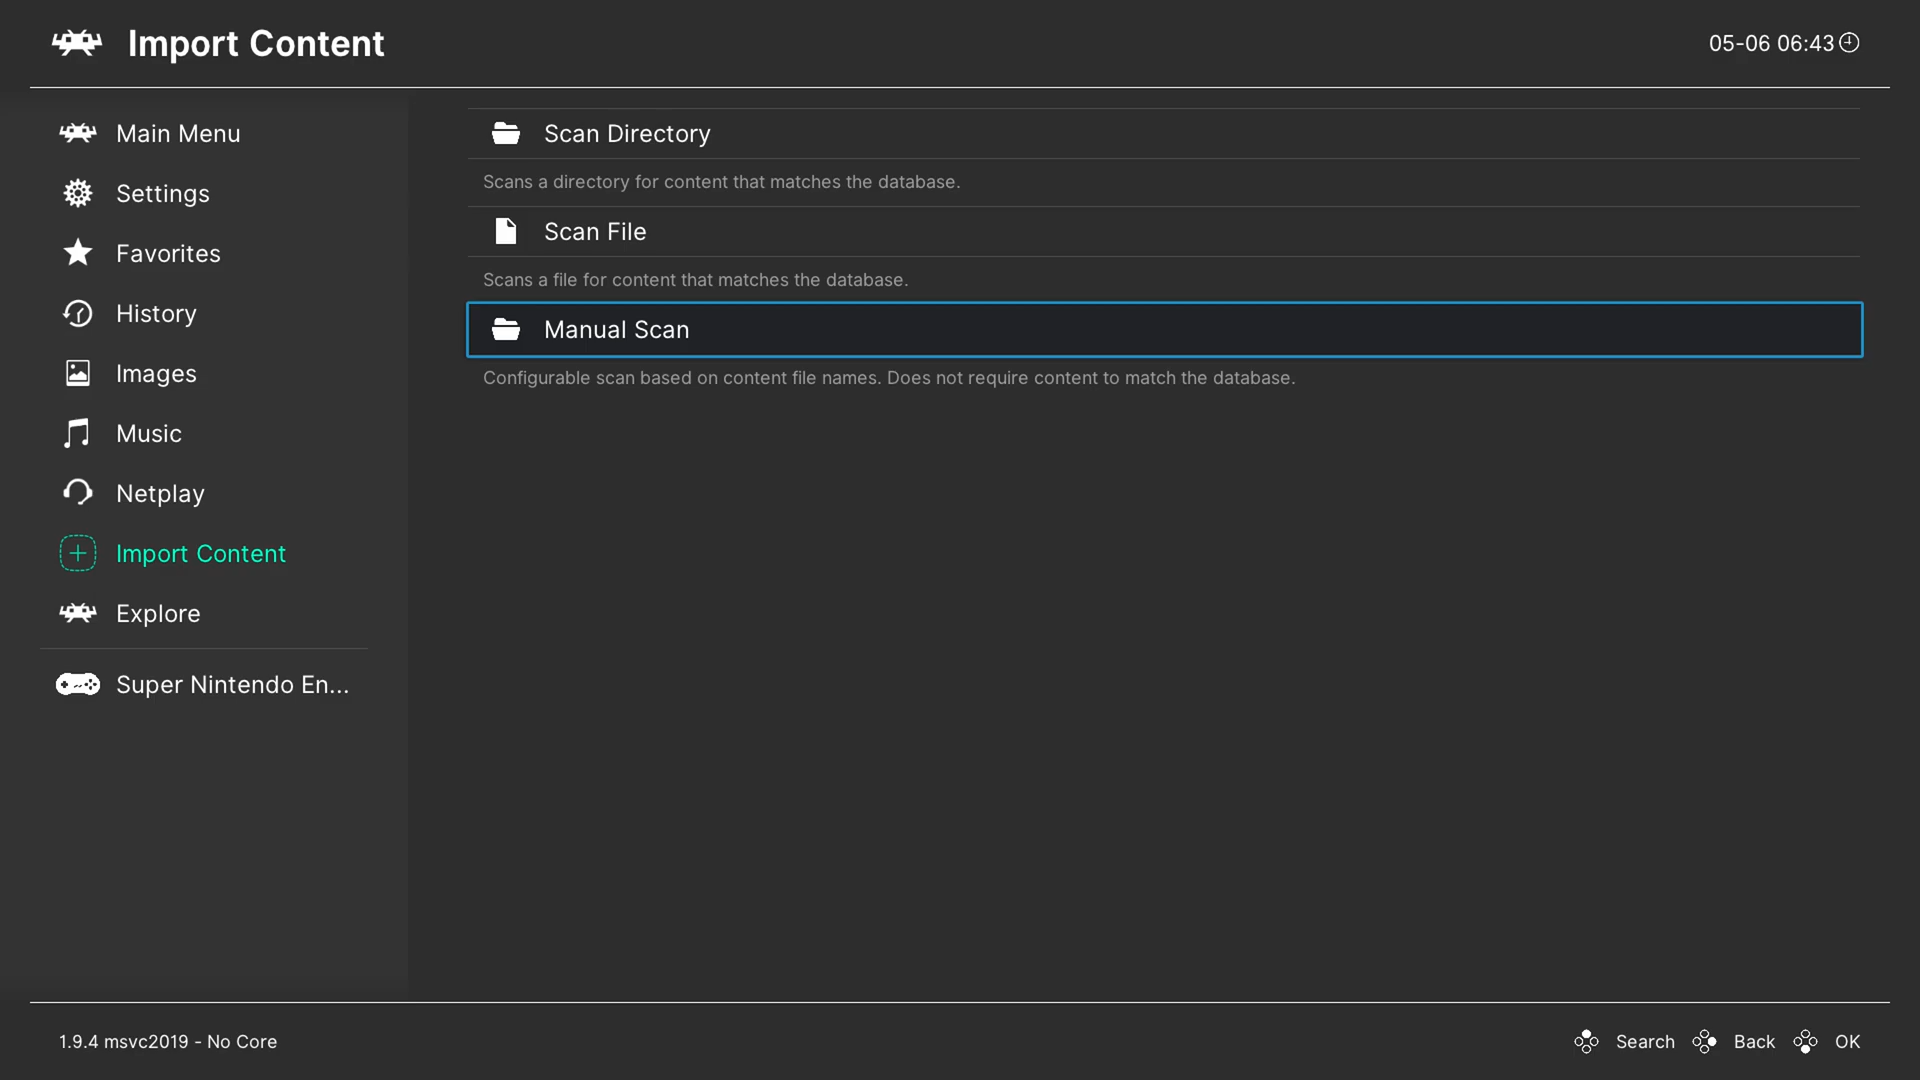 Import Content
05-06 06:43
Main Menu
Settings
Favorites
History
Images
Music
Netplay
Import Content
Explore
Super Nintendo En...
Scan Directory
Scans a directory for content that matches the database.
Scan File
Scans a file for content that matches the database.
Manual Scan
Configurable scan based on content file names. Does not require content to match the database.
1.9.4 msvc2019 - No Core
Search Back OK